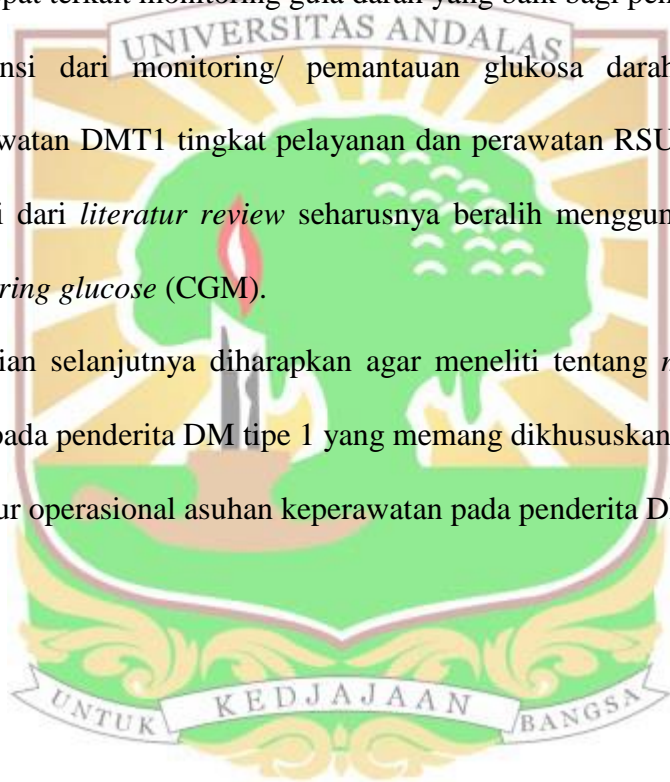 pat terkait monitoring gula darah yang baik bagi pen
UNIVERSITAS ANDALAS
nsi dari monitoring/ pemantauan glukosa darah
watan DMT1 tingkat pelayanan dan perawatan RSU
i dari literatur review seharusnya beralih menggun
ring glucose (CGM).
ian selanjutnya diharapkan agar meneliti tentang
pada penderita DM tipe 1 yang memang dikhususkan
ur operasional asuhan keperawatan pada penderita D
UNTUK KEDJAJAAN BANGSA